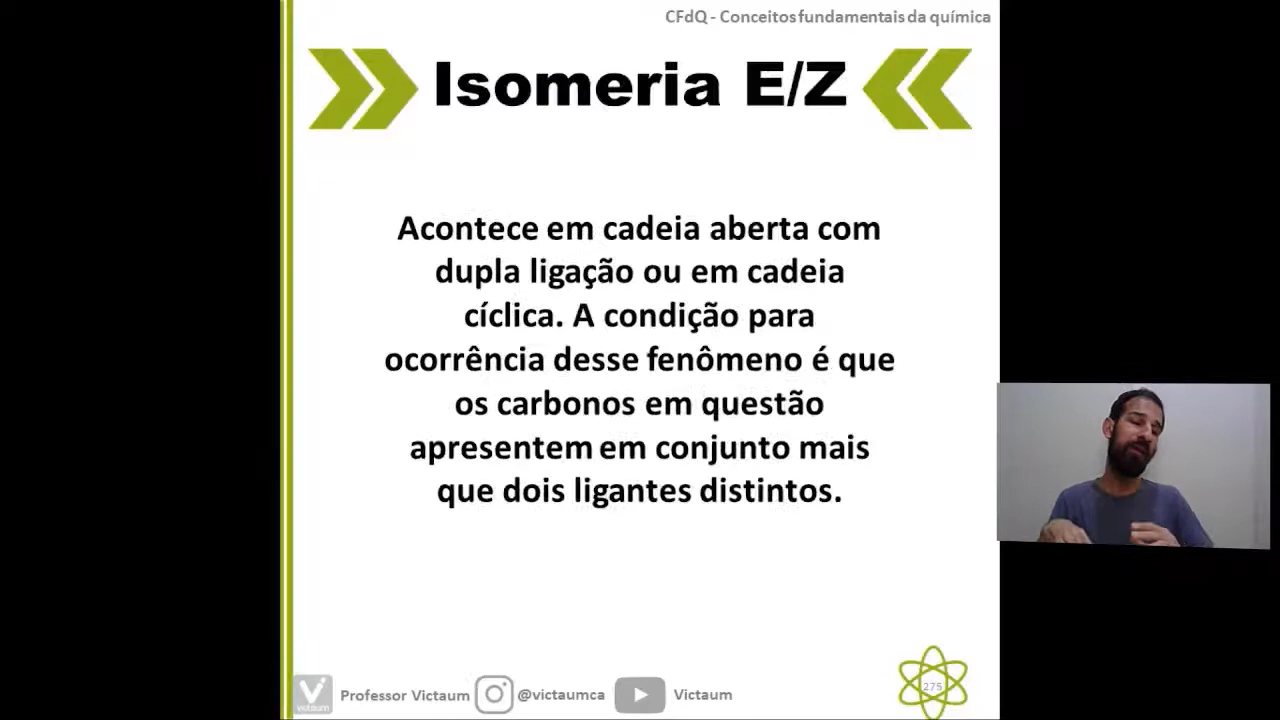 CFdQ - Conceitos fundamentais da química
Isomeria E/Z
Acontece em cadeia aberta com
dupla ligação ou em cadeia
cíclica. A condição para
ocorrência desse fenômeno é que
os carbonos em questão
apresentem em conjunto mais
que dois ligantes distintos.
victaum
Professor Victaum
@victaumca
Victaum
275